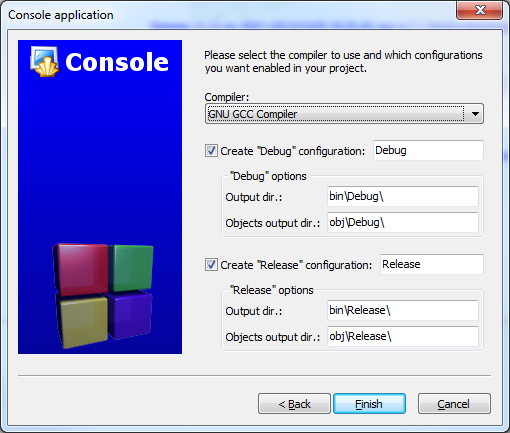 Console application
Console
Please select the compiler to use and which configurations
you want enabled in your project.
Compiler:
GNU GCC Compiler
Create "Debug" configuration: Debug
"Debug" options
Output dir.: bin\Debug\
Objects output dir.: obj\Debug\
Create "Release" configuration: Release
"Release" options
Output dir.: bin\Release\
Objects output dir.: obj\Release\
< Back Finish Cancel